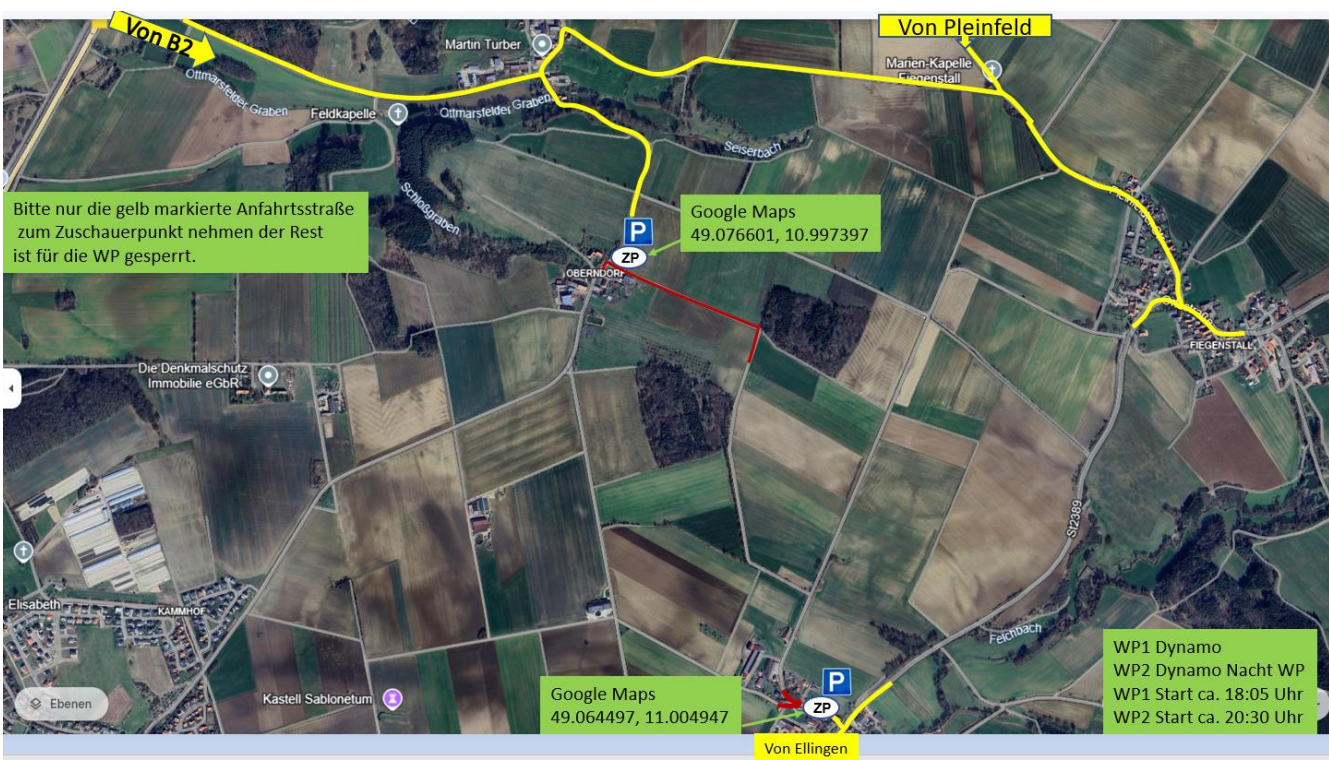 Von B2
Von Pleinfeld
Martin Turber
Marien-Kapelle
Fiegenstall
Ottmarsfelder Graben
Feldkapelle
Ottmarsfelder Graben
Seiserbach
Schloßgraben
Bitte nur die gelb markierte Anfahrtsstraße
zum Zuschauerpunkt nehmen der Rest
ist für die WP gesperrt.
Google Maps
49.076601, 10.997397
P
ZP
OBERNDORF
FIEGENSTALL
Die Denkmalschutz
Immobilie eGbR
St2389
Elisabeth
KAMMHOF
Felchbach
Kastell Sablonetum
Ebenen
Google Maps
49.064497, 11.004947
P
ZP
Von Ellingen
WP1 Dynamo
WP2 Dynamo Nacht WP
WP1 Start ca. 18:05 Uhr
WP2 Start ca. 20:30 Uhr